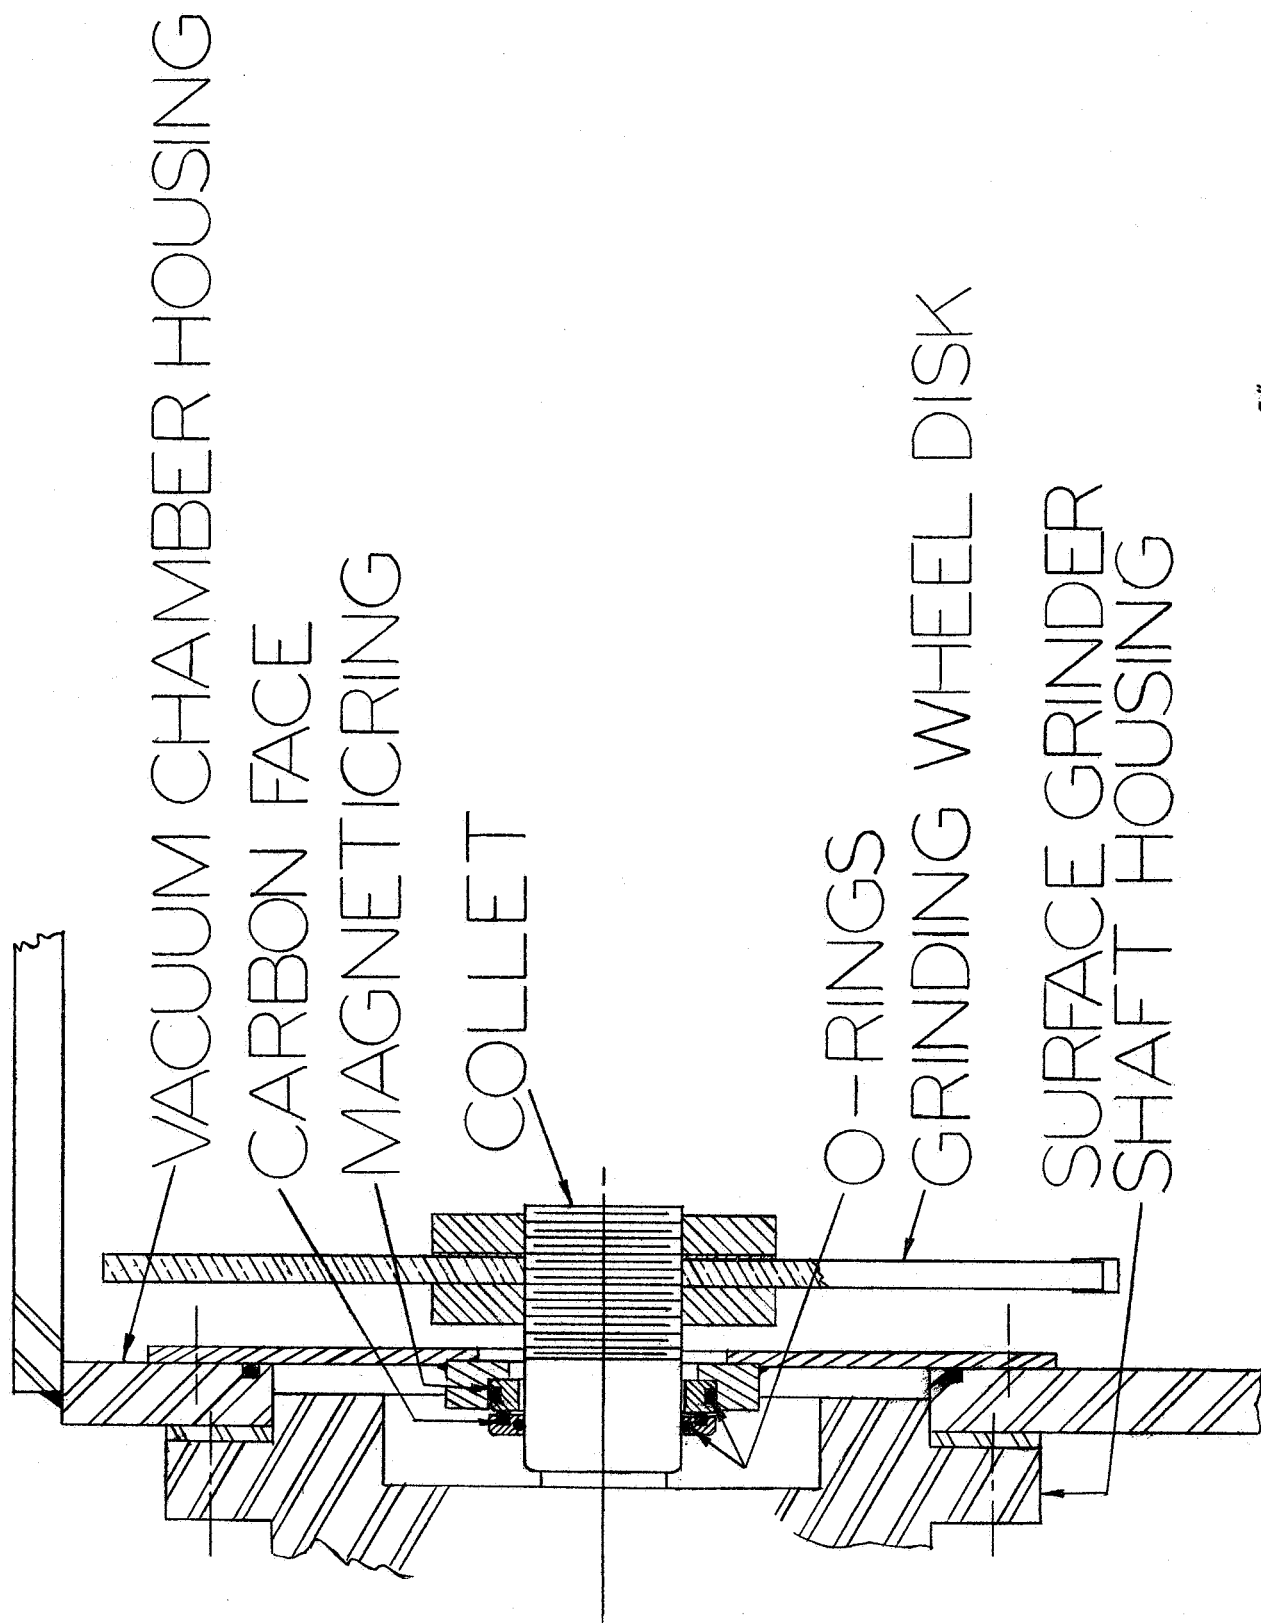 VACUUM CHAMBER HOUSING
CARBON FACE
MAGNETICRING
COLLET
O-RINGS
GRINDING WHEEL DISK
SURFACE GRINDER
SHAFT HOUSING